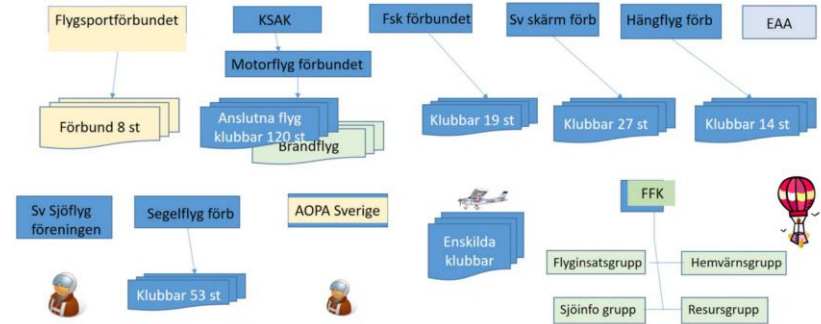 Flygsportförbundet
KSAK
Fsk förbundet
Sv skärm förb
Hängflyg förb
EAA
Motorflyg förbundet
Förbund 8 st
Anslutna flyg
klubbar 120 st
Brandflyg
Klubbar 19 st
Klubbar 27 st
Klubbar 14 st
Sv Sjöflyg
föreningen
Segelflyg förb
AOPA Sverige
FFK
Enskilda
klubbar
Flyginsatsgrupp
Hemvärnsgrupp
Klubbar 53 st
Sjöinfo grupp
Resursgrupp